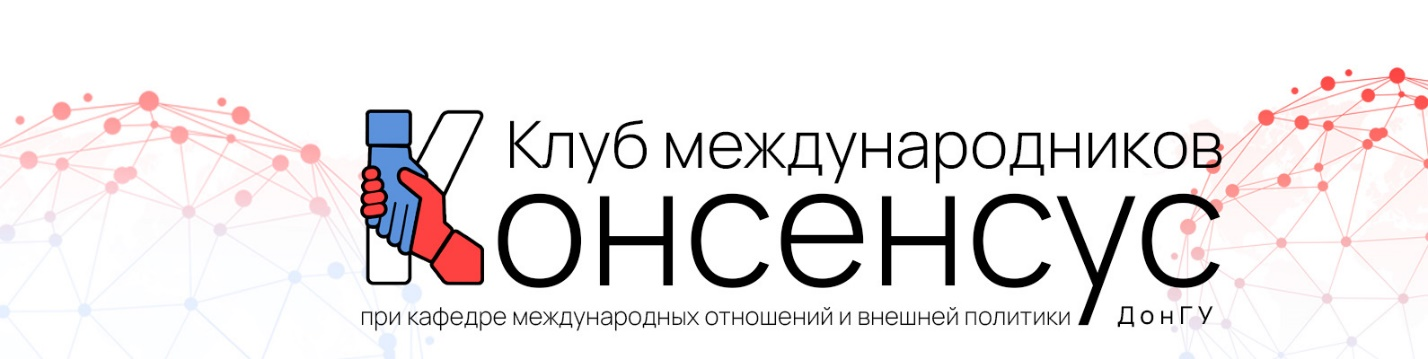 Клуб международников
Консенсус
при кафедре международных отношений и внешней политики ДонГУ